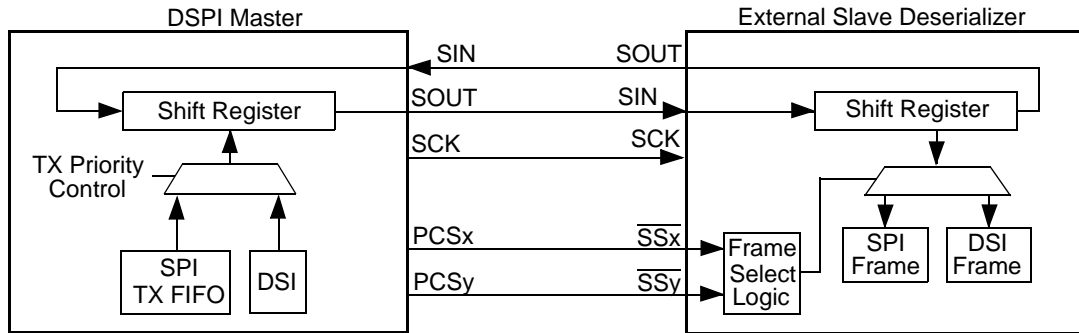 DSPI Master
External Slave Deserializer
SIN
SOUT
Shift Register
SOUT
SIN
Shift Register
SCK
SCK
TX Priority
Control
PCSx
SSx
Frame
Select
Logic
SPI
Frame
DSI
Frame
SPI
TX FIFO
DSI
PCSy
SSy